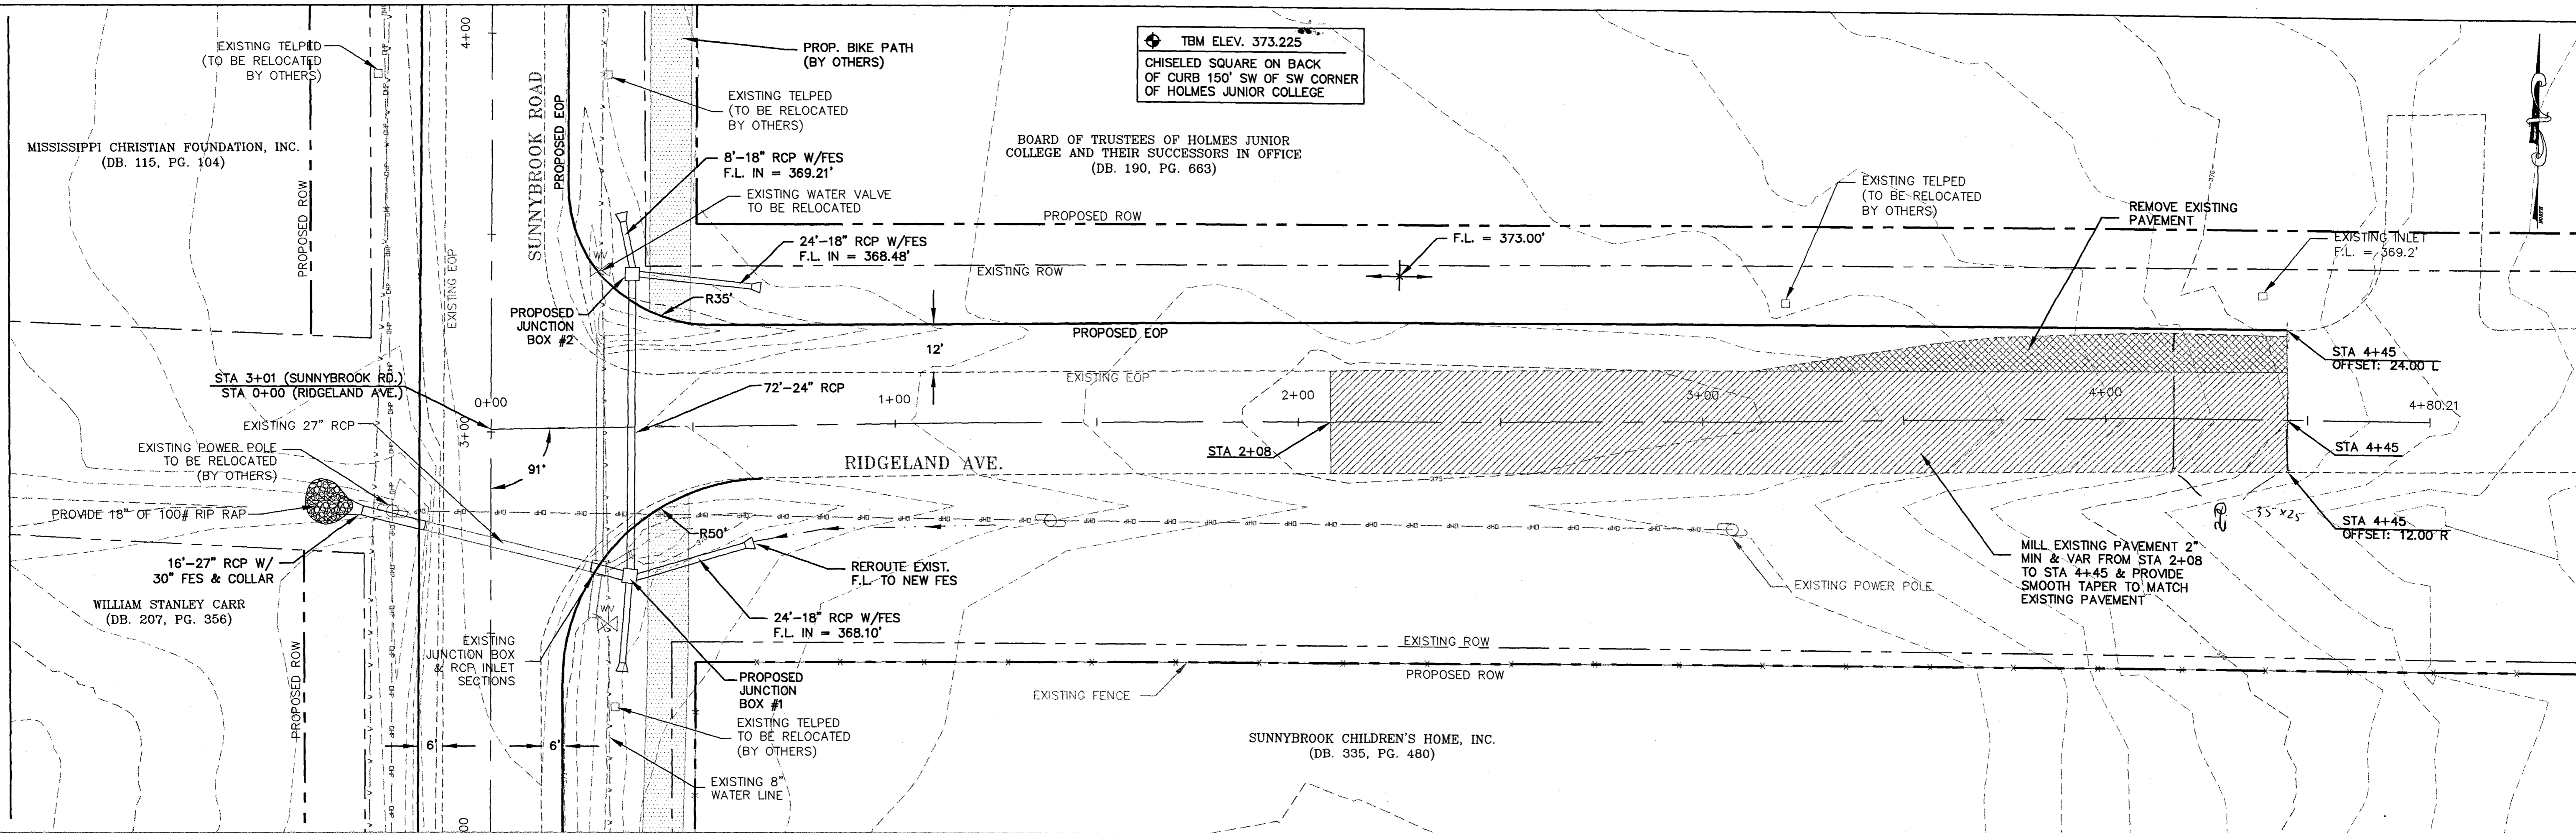 EXISTING TELPED
(TO BE RELOCATED
BY OTHERS)
MISSISSIPPI CHRISTIAN FOUNDATION, INC.
(DB. 115, PG. 104)
PROPOSED ROW
EXISTING EOP
4+00
SUNNYBROOK ROAD
PROPOSED EOP
PROP. BIKE PATH
(BY OTHERS)
EXISTING TELPED
(TO BE RELOCATED
BY OTHERS)
8'-18" RCP W/FES
F.L. IN = 369.21'
EXISTING WATER VALVE
TO BE RELOCATED
24'-18" RCP W/FES
F.L. IN = 368.48'
WV
R35'
PROPOSED
JUNCTION
BOX #2
TBM ELEV. 373.225
CHISELED SQUARE ON BACK
OF CURB 150' SW OF SW CORNER
OF HOLMES JUNIOR COLLEGE
BOARD OF TRUSTEES OF HOLMES JUNIOR
COLLEGE AND THEIR SUCCESSORS IN OFFICE
(DB. 190, PG. 663)
PROPOSED ROW
EXISTING ROW
F.L. = 373.00'
EXISTING TELPED
(TO BE RELOCATED
BY OTHERS)
REMOVE EXISTING
PAVEMENT
376
NORTH
EXISTING INLET
F.L. = 369.2'
PROPOSED EOP
12'
EXISTING EOP
STA 4+45
OFFSET: 24.00 L
STA 3+01 (SUNNYBROOK RD.)
STA 0+00 (RIDGELAND AVE.)
0+00
3+00
91°
72'-24" RCP
1+00
2+00
3+00
4+00
4+80.21
STA 2+08
STA 4+45
EXISTING 27" RCP
EXISTING POWER POLE
TO BE RELOCATED
(BY OTHERS)
PROVIDE 18" OF 100# RIP RAP
RIDGELAND AVE.
375
35 x25
STA 4+45
OFFSET: 12.00 R
R50'
16'-27" RCP W/
30" FES & COLLAR
REROUTE EXIST.
F.L. TO NEW FES
EXISTING POWER POLE
MILL EXISTING PAVEMENT 2"
MIN & VAR FROM STA 2+08
TO STA 4+45 & PROVIDE
SMOOTH TAPER TO MATCH
EXISTING PAVEMENT
WILLIAM STANLEY CARR
(DB. 207, PG. 356)
PROPOSED ROW
24'-18" RCP W/FES
F.L. IN = 368.10'
WV
EXISTING
JUNCTION BOX
& RCP INLET
SECTIONS
PROPOSED
JUNCTION
BOX #1
EXISTING ROW
PROPOSED ROW
EXISTING FENCE
EXISTING TELPED
TO BE RELOCATED
(BY OTHERS)
6'
6'
EXISTING 8"
WATER LINE
SUNNYBROOK CHILDREN'S HOME, INC.
(DB. 335, PG. 480)